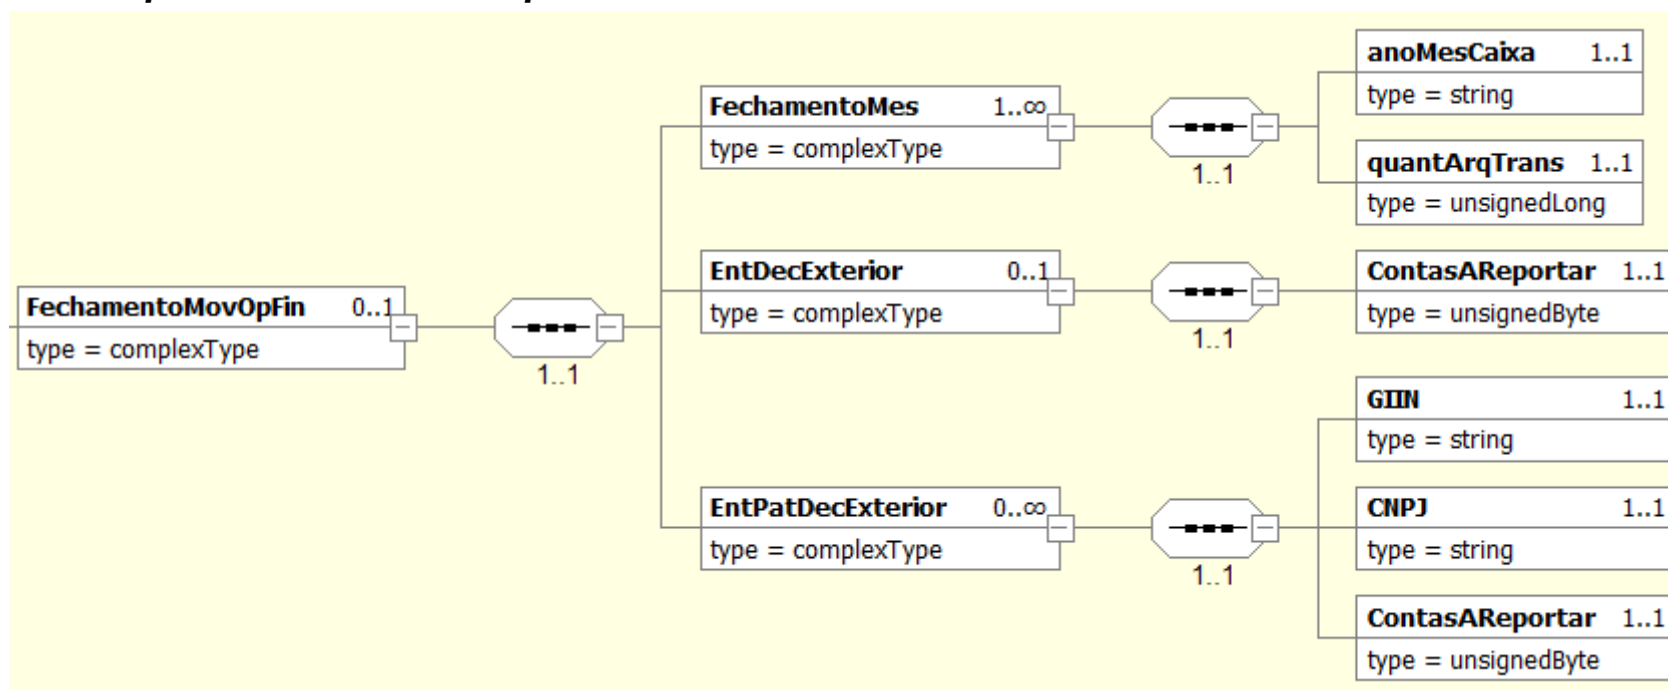 anoMesCaixa 1..1
type = string
FechamentoMes 1..∞
type = complexType
1..1
quantArqTrans 1..1
type = unsignedLong
EntDecExterior 0..1
type = complexType
1..1
ContasAReportar 1..1
type = unsignedByte
FechamentoMovOpFin 0..1
type = complexType
1..1
GIIN 1..1
type = string
EntPatDecExterior 0..∞
type = complexType
1..1
CNPJ 1..1
type = string
ContasAReportar 1..1
type = unsignedByte